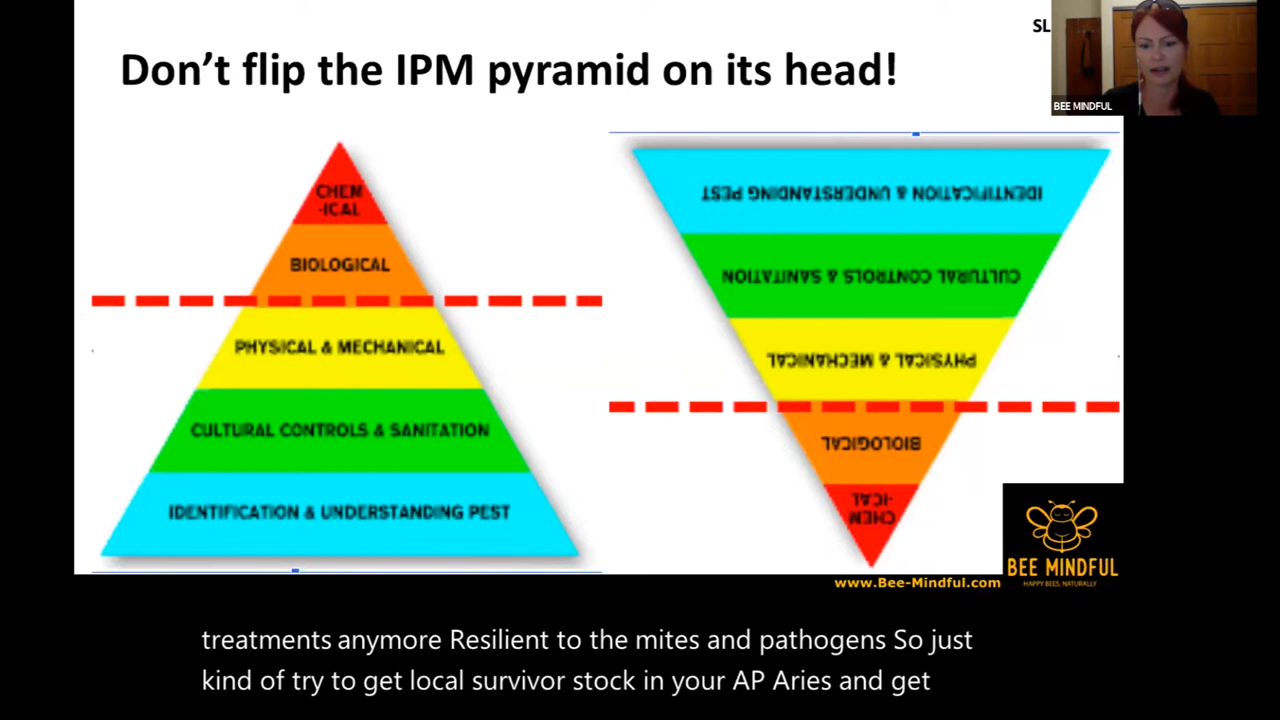 SL
Don't flip the IPM pyramid on its head!
BEE MINDFUL
CHEM
-ICAL
BIOLOGICAL
PHYSICAL & MECHANICAL
CULTURAL CONTROLS & SANITATION
IDENTIFICATION & UNDERSTANDING PEST
IDENTIFICATION & UNDERSTANDING PEST
CULTURAL CONTROLS & SANITATION
PHYSICAL & MECHANICAL
BIOLOGICAL
CHEM
-ICAL
BEE MINDFUL
HAPPY BEES, NATURALLY
www.Bee-Mindful.com
treatments anymore Resilient to the mites and pathogens So just
kind of try to get local survivor stock in your AP Aries and get